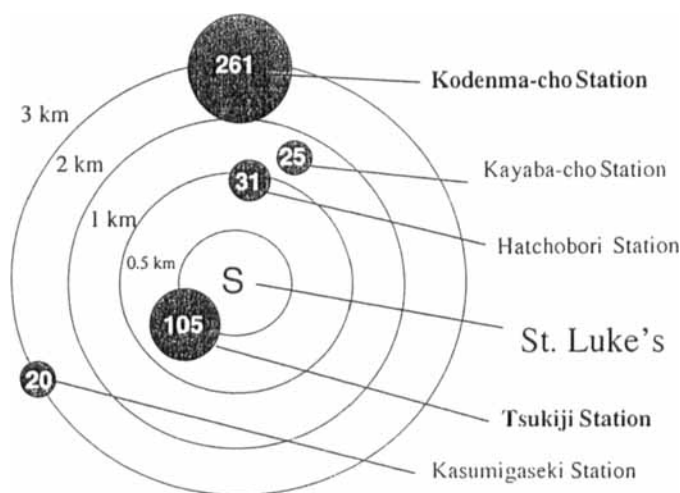 261
Kodenma-cho Station
3 km
2 km
25
Kayaba-cho Station
31
1 km
Hatchobori Station
0.5 km
S
105
St. Luke's
20
Tsukiji Station
Kasumigaseki Station